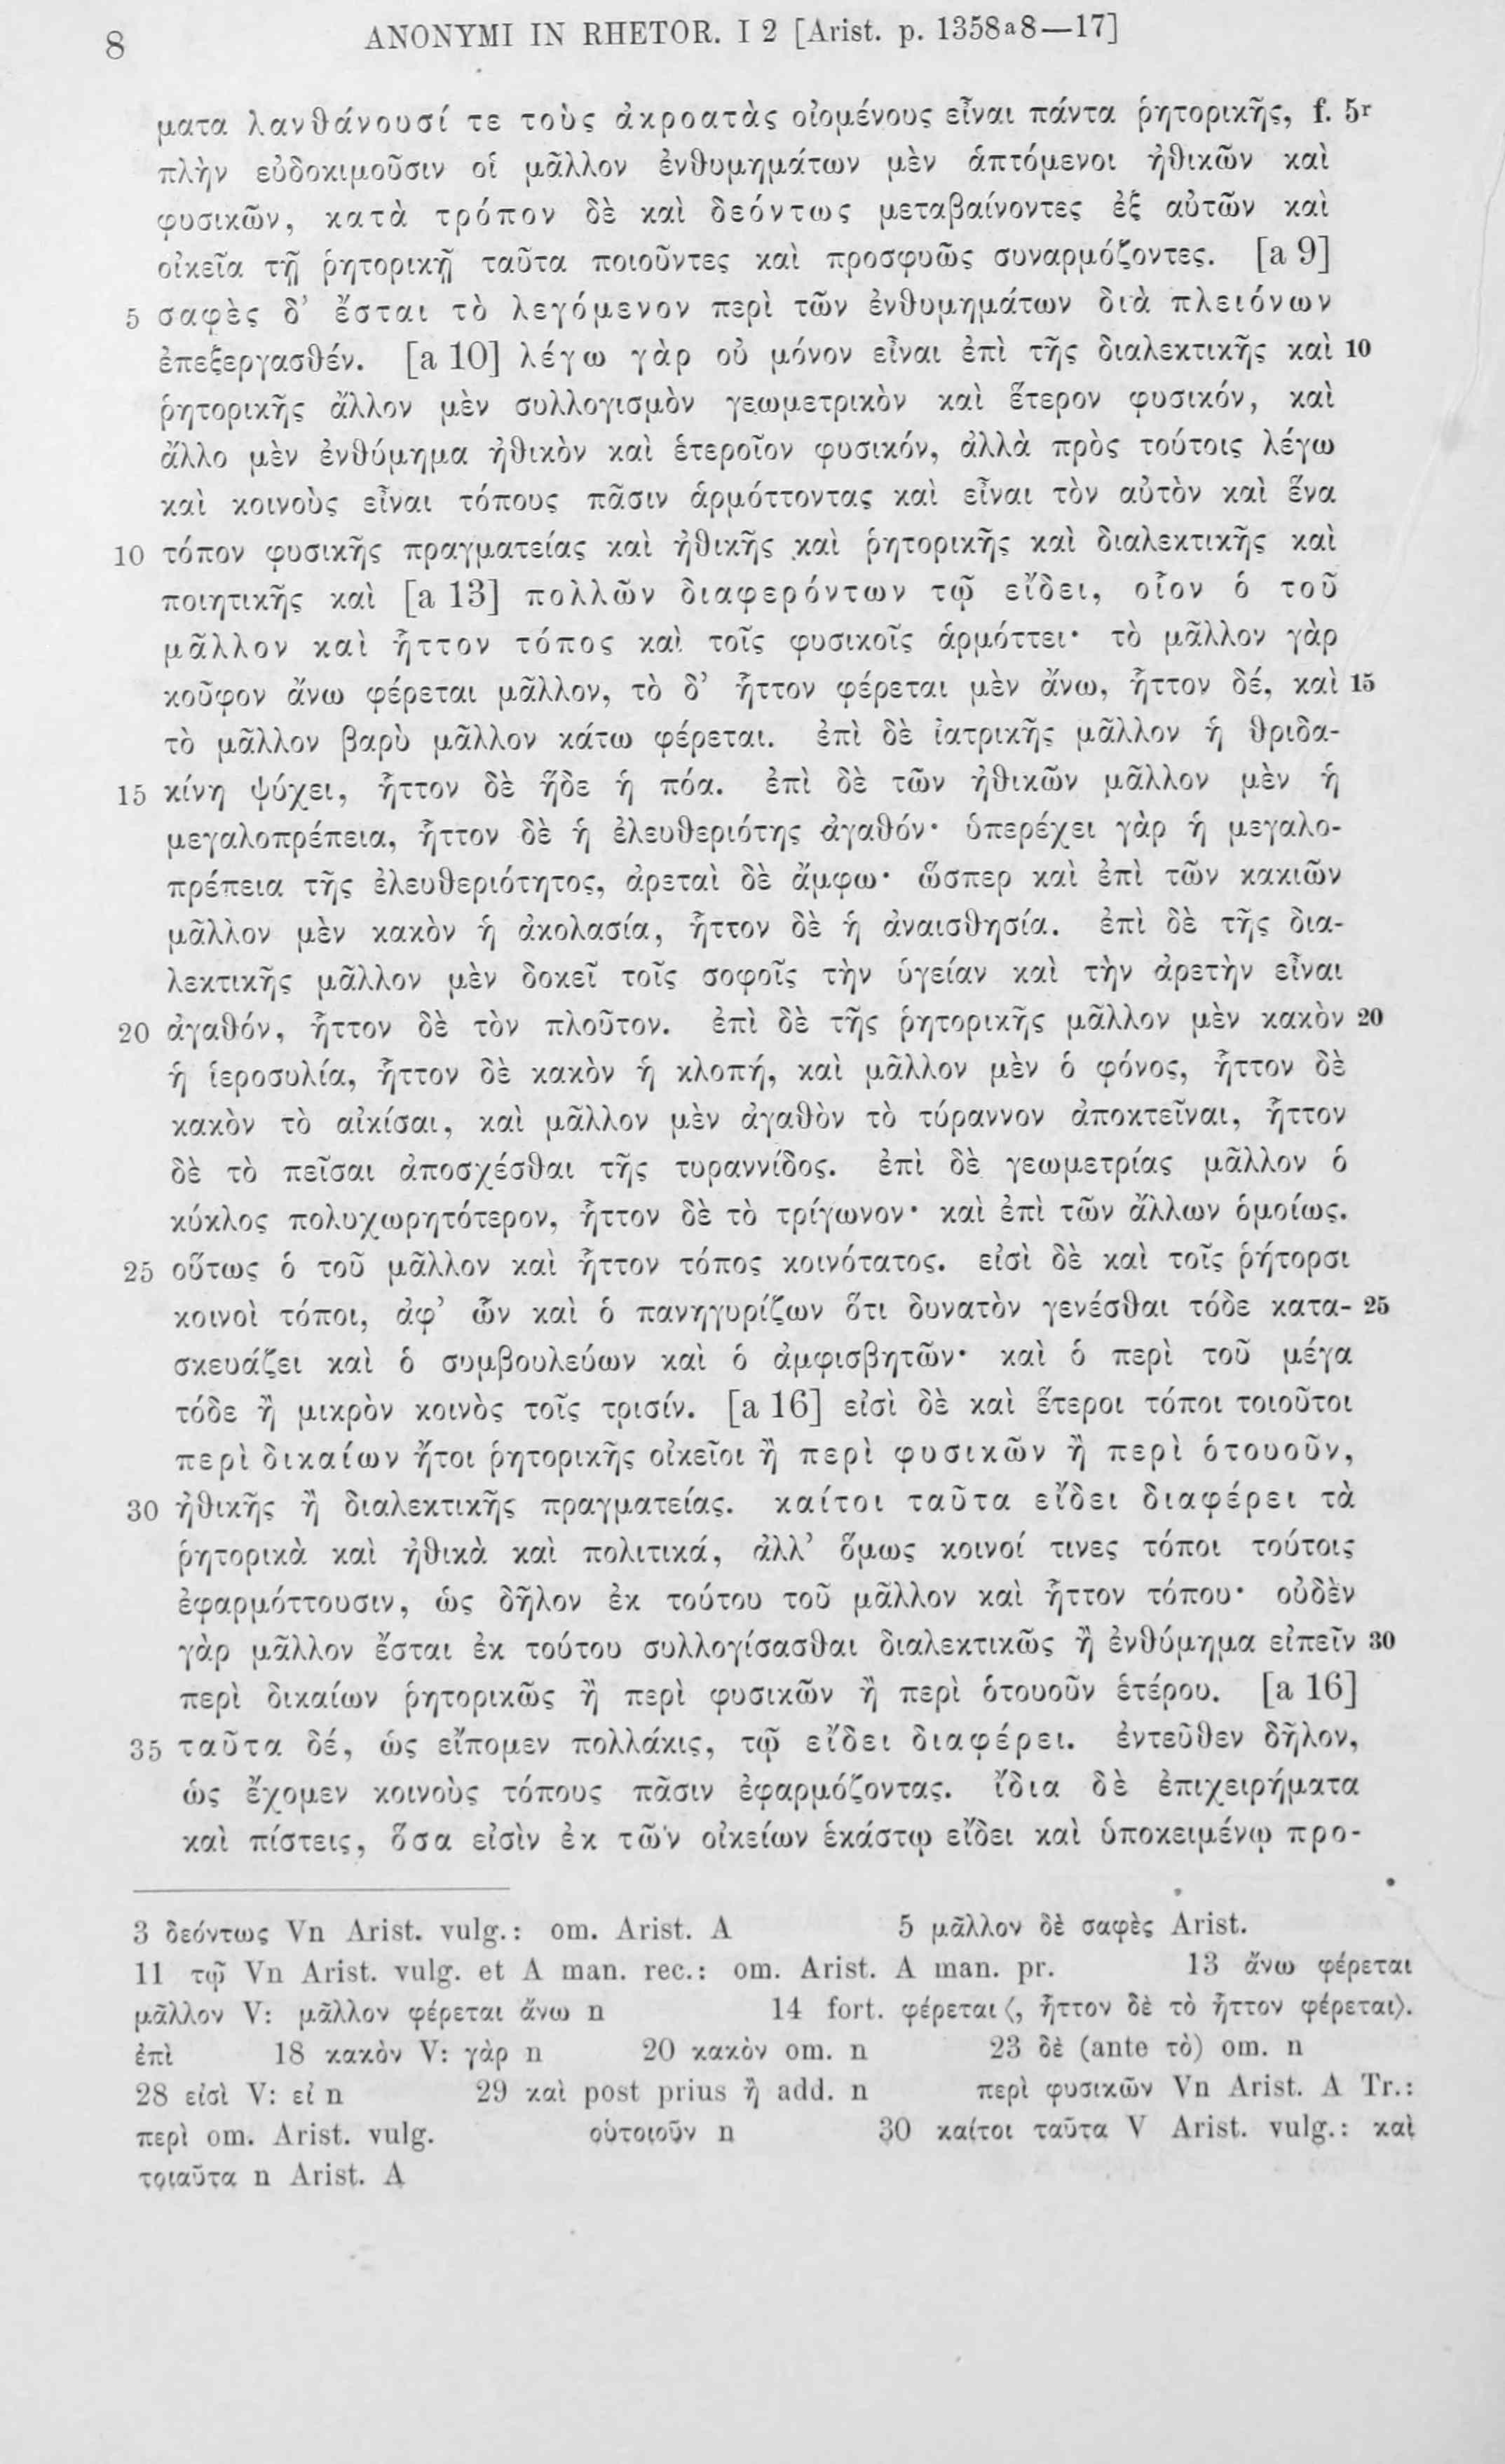 8 ANONYMI IN RHETOR. I 2 [Arist. p. 1358a8—17]
ματα λανθάνουσί τε τοὺς ἀκροατὰς οἰομένους εἶναι πάντα ῥητορικῆς, f. 5r
πλὴν εὐδοκιμοῦσιν οἱ μᾶλλον ἐνθυμημάτων μὲν ἁπτόμενοι ἠθικῶν καὶ
φυσικῶν, κατὰ τρόπον δὲ καὶ δεόντως μεταβαίνοντες ἐξ αὐτῶν καὶ
οἰκεῖα τῇ ῥητορικῇ ταῦτα ποιοῦντες καὶ προσφυῶς συναρμόζοντες. [a 9]
5 σαφὲς δ’ ἔσται τὸ λεγόμενον περὶ τῶν ἐνθυμημάτων διὰ πλειόνων
ἐπεξεργασθέν. [a 10] λέγω γὰρ οὐ μόνον εἶναι ἐπὶ τῆς διαλεκτικῆς καὶ 10
ῥητορικῆς ἄλλον μὲν συλλογισμὸν γεωμετρικὸν καὶ ἕτερον φυσικόν, καὶ
ἄλλο μὲν ἐνθύμημα ἠθικὸν καὶ ἑτεροῖον φυσικόν, ἀλλὰ πρὸς τούτοις λέγω
καὶ κοινοὺς εἶναι τόπους πᾶσιν ἁρμόττοντας καὶ εἶναι τὸν αὐτὸν καὶ ἕνα
10 τόπον φυσικῆς πραγματείας καὶ ἠθικῆς καὶ ῥητορικῆς καὶ διαλεκτικῆς καὶ
ποιητικῆς καὶ [a 13] πολλῶν διαφερόντων τῷ εἴδει, οἷον ὁ τοῦ
μᾶλλον καὶ ἧττον τόπος καὶ τοῖς φυσικοῖς ἁρμόττει· τὸ μᾶλλον γὰρ
κοῦφον ἄνω φέρεται μᾶλλον, τὸ δ’ ἧττον φέρεται μὲν ἄνω, ἧττον δέ, καὶ 15
τὸ μᾶλλον βαρὺ μᾶλλον κάτω φέρεται. ἐπὶ δὲ ἰατρικῆς μᾶλλον ἡ θριδα-
15 κίνη ψύχει, ἧττον δὲ ἥδε ἡ πόα. ἐπὶ δὲ τῶν ἠθικῶν μᾶλλον μὲν ἡ
μεγαλοπρέπεια, ἧττον δὲ ἡ ἐλευθεριότης ἀγαθόν· ὑπερέχει γὰρ ἡ μεγαλο-
πρέπεια τῆς ἐλευθεριότητος, ἀρεταὶ δὲ ἄμφω· ὥσπερ καὶ ἐπὶ τῶν κακιῶν
μᾶλλον μὲν κακὸν ἡ ἀκολασία, ἧττον δὲ ἡ ἀναισθησία. ἐπὶ δὲ τῆς δια-
λεκτικῆς μᾶλλον μὲν δοκεῖ τοῖς σοφοῖς τὴν ὑγείαν καὶ τὴν ἀρετὴν εἶναι
20 ἀγαθόν, ἧττον δὲ τὸν πλοῦτον. ἐπὶ δὲ τῆς ῥητορικῆς μᾶλλον μὲν κακὸν 20
ἡ ἱεροσυλία, ἧττον δὲ κακὸν ἡ κλοπή, καὶ μᾶλλον μὲν ὁ φόνος, ἧττον δὲ
κακὸν τὸ αἰκίσαι, καὶ μᾶλλον μὲν ἀγαθὸν τὸ τύραννον ἀποκτεῖναι, ἧττον
δὲ τὸ πεῖσαι ἀποσχέσθαι τῆς τυραννίδος. ἐπὶ δὲ γεωμετρίας μᾶλλον ὁ
κύκλος πολυχωρητότερον, ἧττον δὲ τὸ τρίγωνον· καὶ ἐπὶ τῶν ἄλλων ὁμοίως.
25 οὕτως ὁ τοῦ μᾶλλον καὶ ἧττον τόπος κοινότατος. εἰσὶ δὲ καὶ τοῖς ῥήτορσι
κοινοὶ τόποι, ἀφ’ ὧν καὶ ὁ πανηγυρίζων ὅτι δυνατὸν γενέσθαι τόδε κατα- 25
σκευάζει καὶ ὁ συμβουλεύων καὶ ὁ ἀμφισβητῶν· καὶ ὁ περὶ τοῦ μέγα
τόδε ἢ μικρὸν κοινὸς τοῖς τρισίν. [a 16] εἰσὶ δὲ καὶ ἕτεροι τόποι τοιοῦτοι
περὶ δικαίων ἤτοι ῥητορικῆς οἰκεῖοι ἢ περὶ φυσικῶν ἢ περὶ ὁτουοῦν,
30 ἠθικῆς ἢ διαλεκτικῆς πραγματείας. καίτοι ταῦτα εἴδει διαφέρει τὰ
ῥητορικὰ καὶ ἠθικὰ καὶ πολιτικά, ἀλλ’ ὅμως κοινοί τινες τόποι τούτοις
ἐφαρμόττουσιν, ὡς δῆλον ἐκ τούτου τοῦ μᾶλλον καὶ ἧττον τόπου· οὐδὲν
γὰρ μᾶλλον ἔσται ἐκ τούτου συλλογίσασθαι διαλεκτικῶς ἢ ἐνθύμημα εἰπεῖν 30
περὶ δικαίων ῥητορικῶς ἢ περὶ φυσικῶν ἢ περὶ ὁτουοῦν ἑτέρου. [a 16]
35 ταῦτα δέ, ὡς εἴπομεν πολλάκις, τῷ εἴδει διαφέρει. ἐντεῦθεν δῆλον,
ὡς ἔχομεν κοινοὺς τόπους πᾶσιν ἐφαρμόζοντας. ἴδια δὲ ἐπιχειρήματα
καὶ πίστεις, ὅσα εἰσὶν ἐκ τῶν οἰκείων ἑκάστῳ εἴδει καὶ ὑποκειμένῳ προ-
3 δεόντως Vn Arist. vulg.: om. Arist. A 5 μᾶλλον δὲ σαφὲς Arist.
11 τῷ Vn Arist. vulg. et A man. rec.: om. Arist. A man. pr. 13 ἄνω φέρεται
μᾶλλον V: μᾶλλον φέρεται ἄνω n 14 fort. φέρεται ⟨, ἧττον δὲ τὸ ἧττον φέρεται⟩.
ἐπὶ 18 κακὸν V: γὰρ n 20 κακὸν om. n 23 δὲ (ante τὸ) om. n
28 εἰσὶ V: εἰ n 29 καὶ post prius ἢ add. n περὶ φυσικῶν Vn Arist. A Tr.:
περὶ om. Arist. vulg. οὑτοιοῦν n 30 καίτοι ταῦτα V Arist. vulg.: καὶ
τοιαῦτα n Arist. A